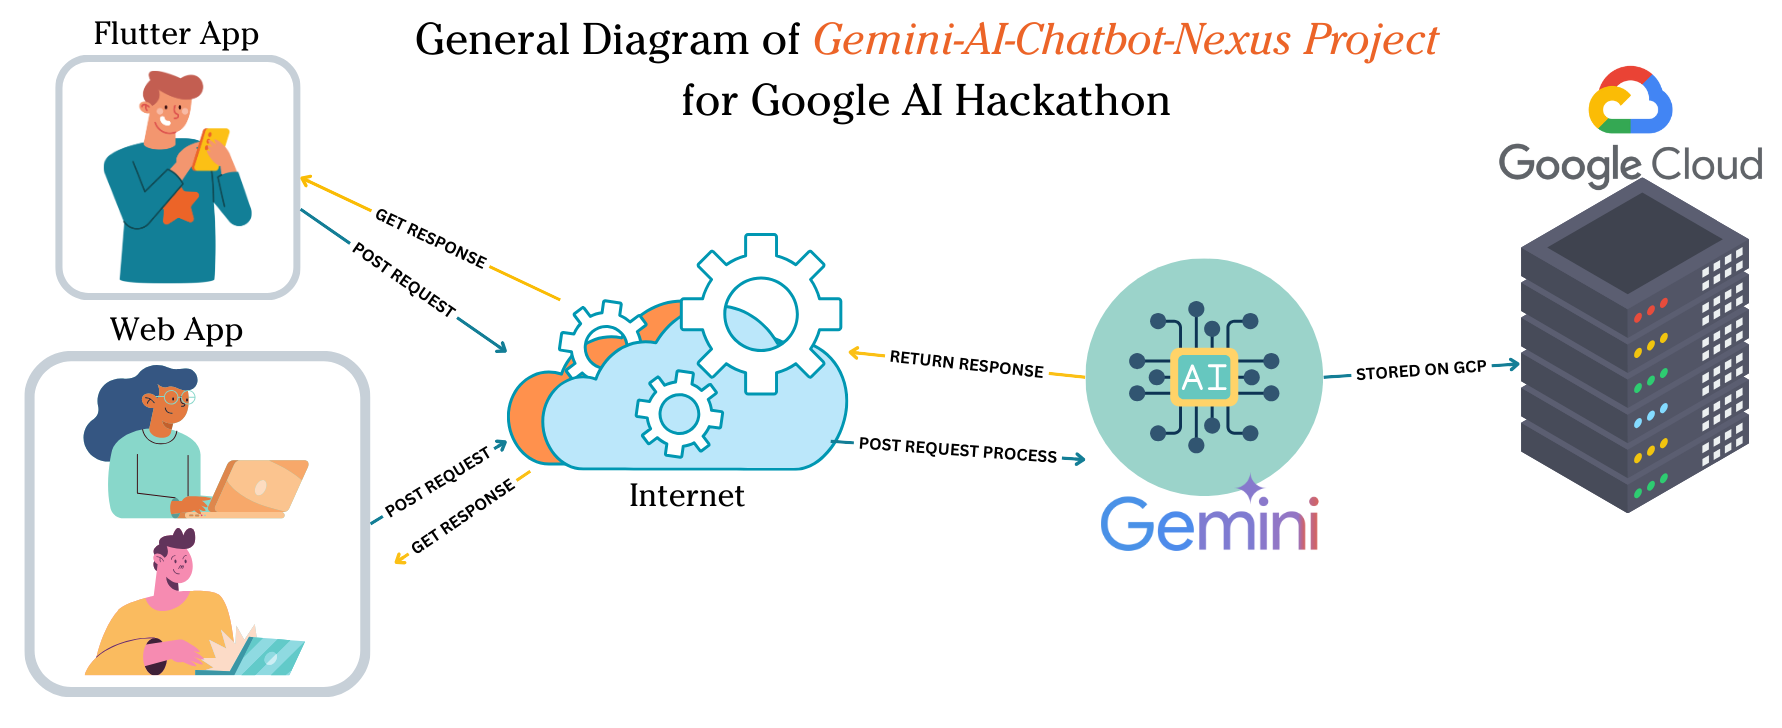 General Diagram of Gemini-AI-Chatbot-Nexus Project
for Google AI Hackathon
Flutter App
Web App
GET RESPONSE
POST REQUEST
POST REQUEST
GET RESPONSE
Internet
RETURN RESPONSE
POST REQUEST PROCESS
AI
Gemini
STORED ON GCP
Google Cloud